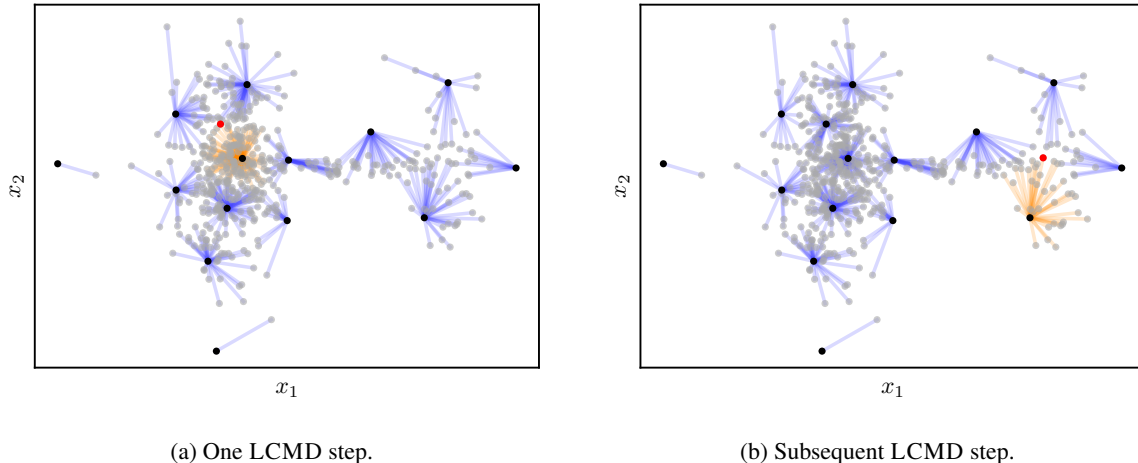 x₂
x₁
(a) One LCMD step.
x₂
x₁
(b) Subsequent LCMD step.